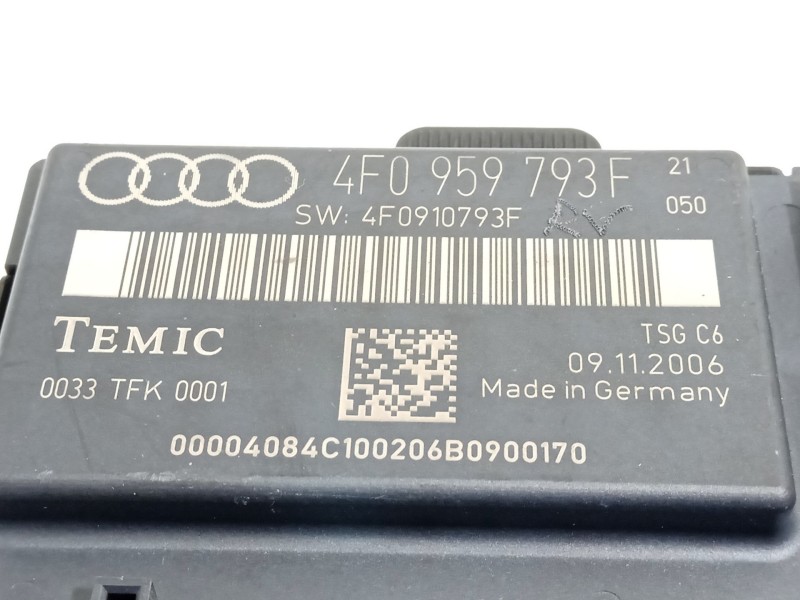 4F0 959 793 F 21
SW: 4F0910793F 050
TEMIC TSG C6
09.11.2006
0033 TFK 0001 Made in Germany
00004084C100206B0900170